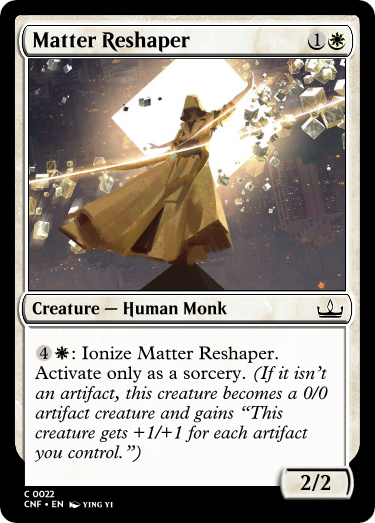 Matter Reshaper 1
4 : Ionize Matter Reshaper.
Activate only as a sorcery. (If it isn't
an artifact, this creature becomes a 0/0
artifact creature and gains “This
creature gets +1/+1 for each artifact
you control.”)
Creature — Human Monk
2/2
C 0022
CNF • EN YING YI